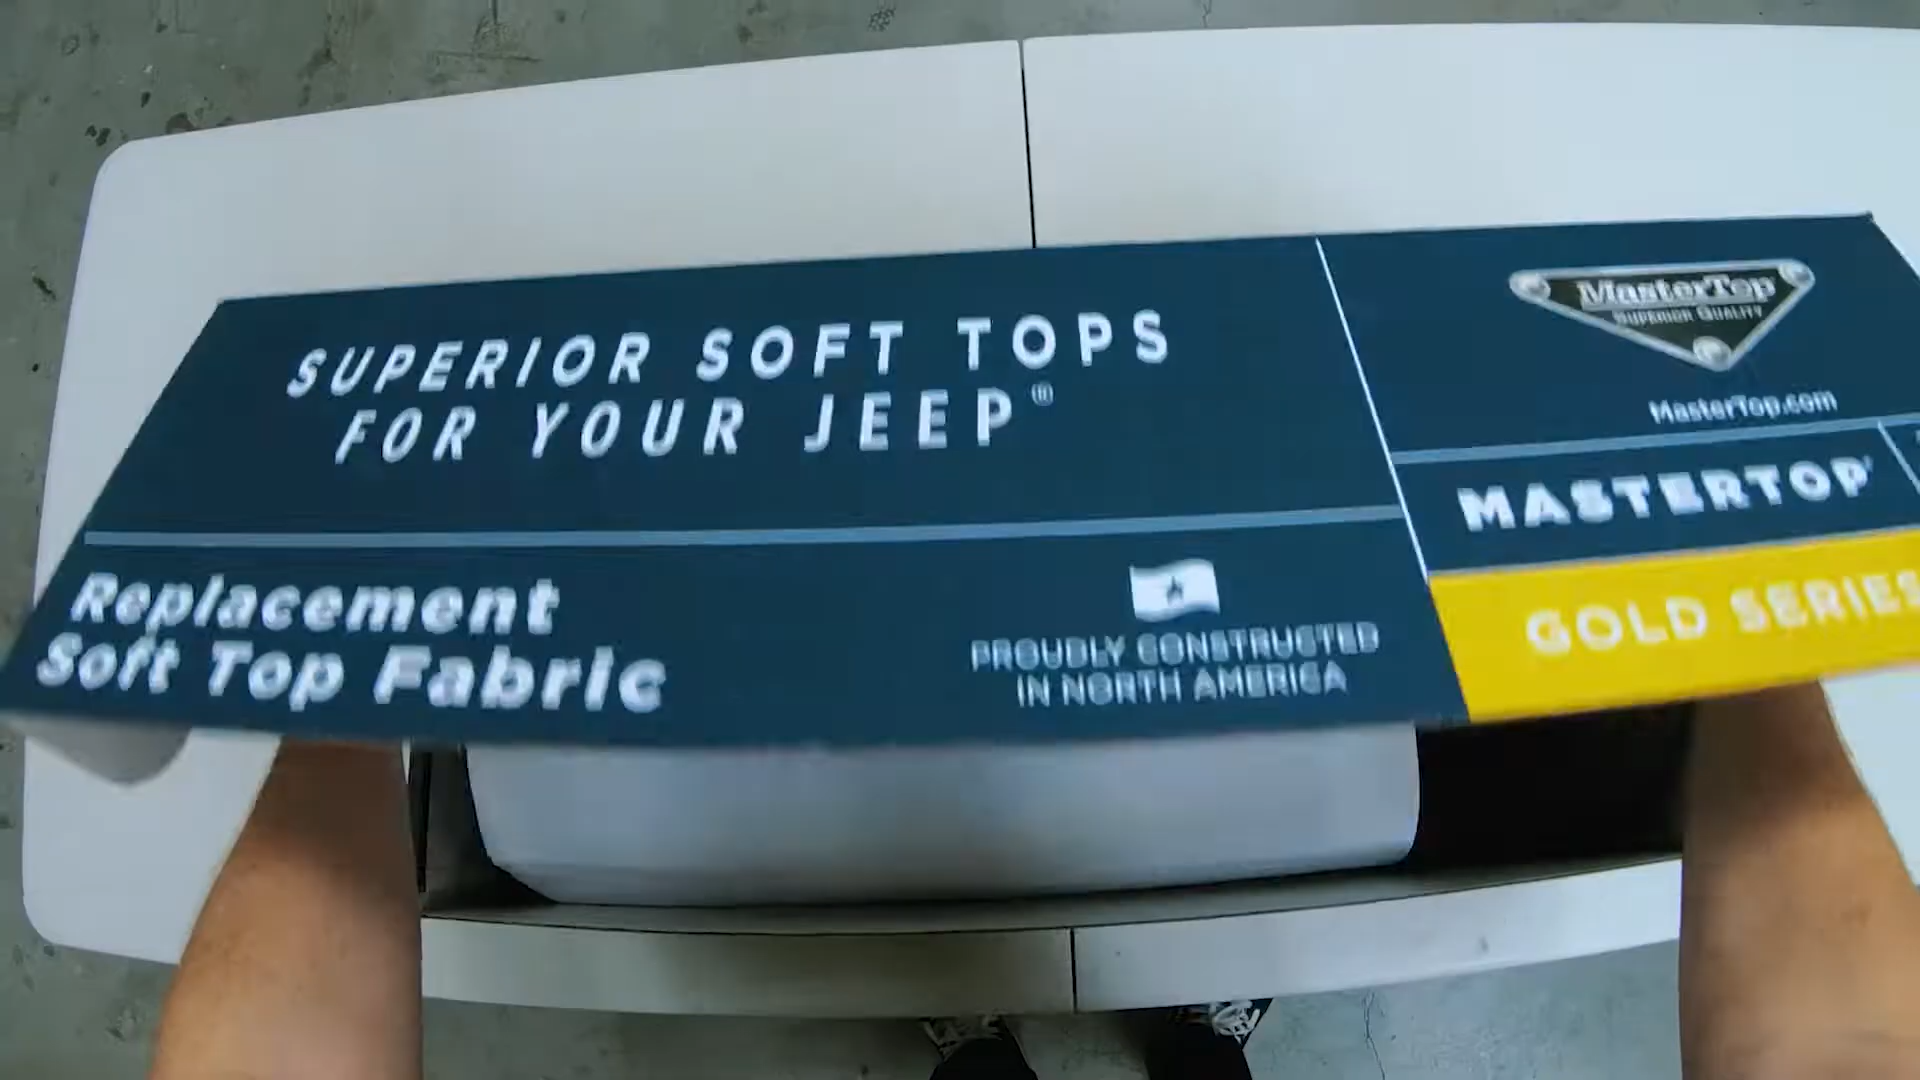 SUPERIOR SOFT TOPS
FOR YOUR JEEP®
Replacement
Soft Top Fabric
PROUDLY CONSTRUCTED
IN NORTH AMERICA
MasterTop
SUPERIOR QUALITY
MasterTop.com
MASTERTOP
GOLD SERIES